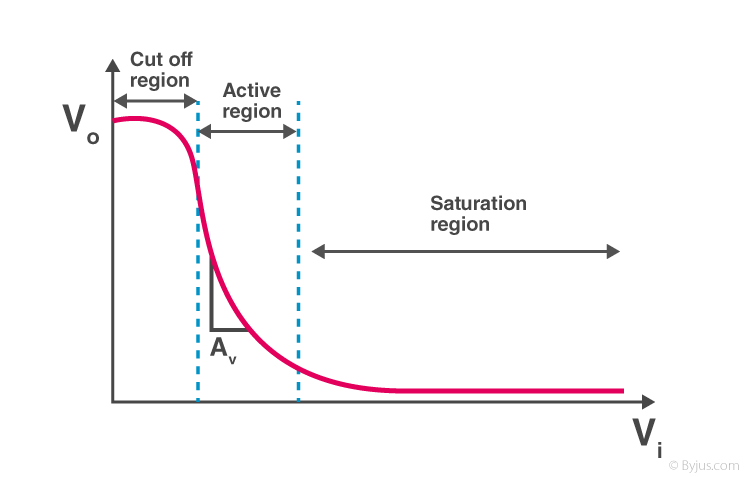 Cut off
region
Active
region
Vo
Saturation
region
Av
Vi
© Byjus.com